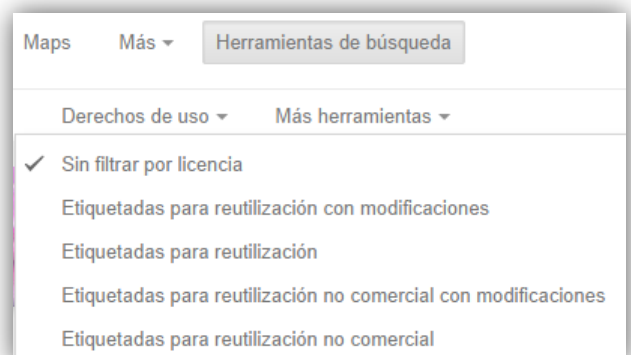 Maps Más Herramientas de búsqueda
Derechos de uso Más herramientas
Sin filtrar por licencia
Etiquetadas para reutilización con modificaciones
Etiquetadas para reutilización
Etiquetadas para reutilización no comercial con modificaciones
Etiquetadas para reutilización no comercial